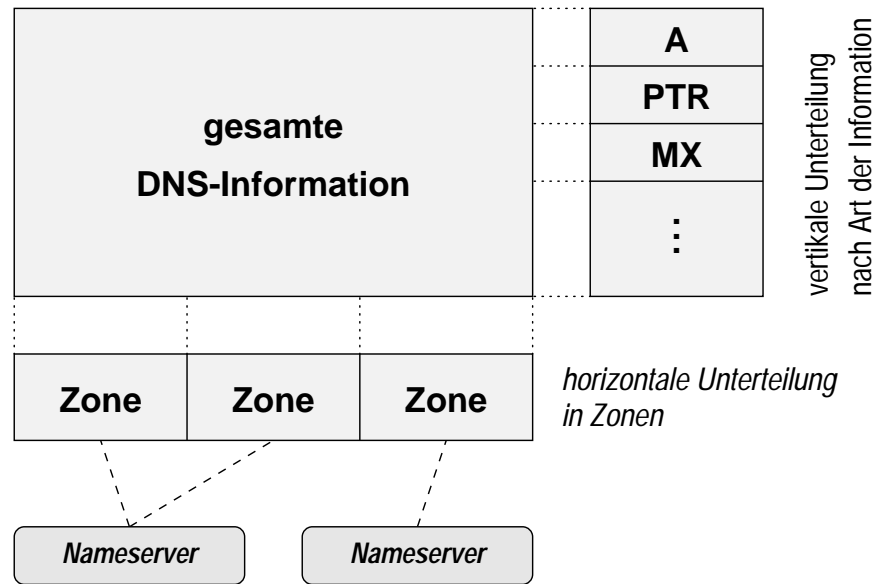 gesamte
DNS-Information
A
PTR
MX
⋮
vertikale Unterteilung
nach Art der Information
Zone
Zone
Zone
horizontale Unterteilung
in Zonen
Nameserver
Nameserver